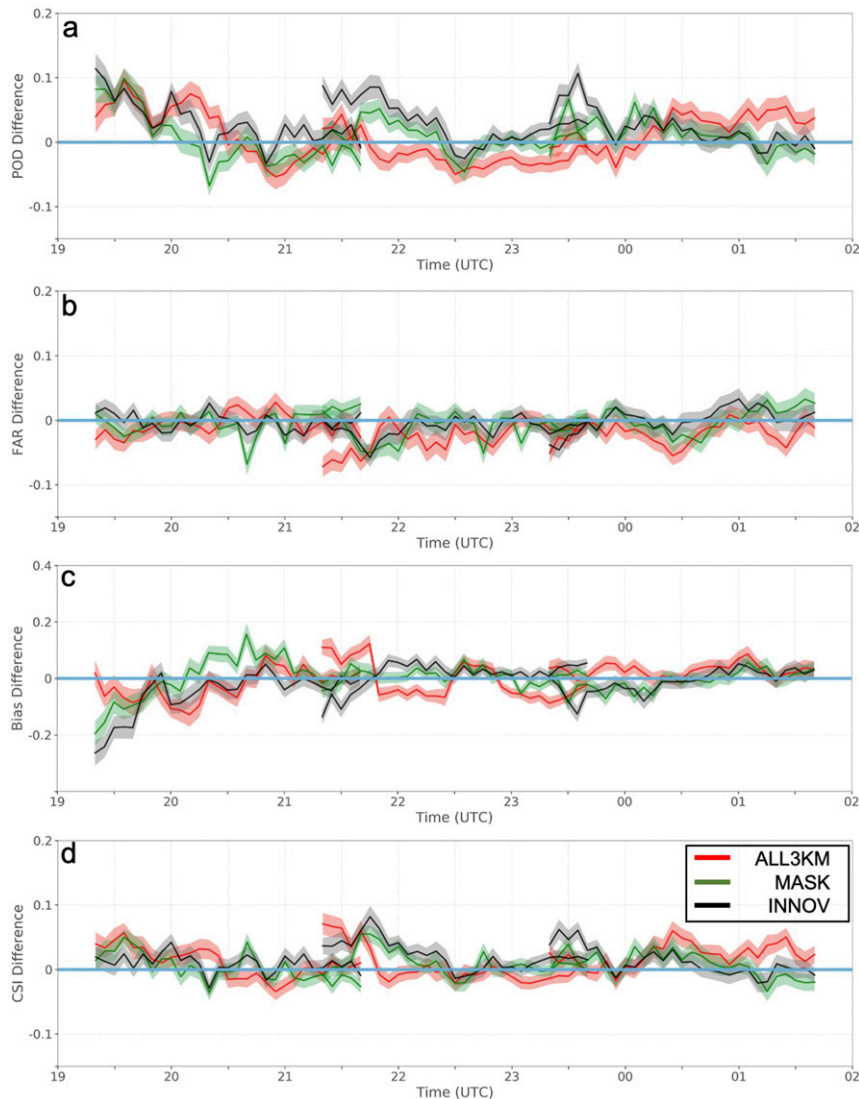 a
0.2
0.1
0
-0.1
POD Difference
19 20 21 22 23 00 01 02
Time (UTC)
b
0.2
0.1
0
-0.1
FAR Difference
19 20 21 22 23 00 01 02
Time (UTC)
c
0.4
0.2
0
-0.2
Bias Difference
19 20 21 22 23 00 01 02
Time (UTC)
d
0.2
0.1
0
-0.1
CSI Difference
ALL3KM
MASK
INNOV
19 20 21 22 23 00 01 02
Time (UTC)